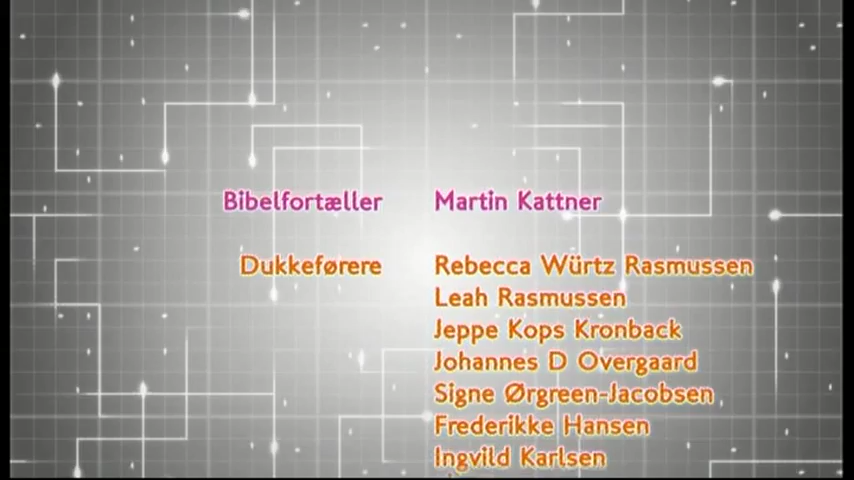 Bibelfortæller Martin Kattner
Dukkeførere Rebecca Würtz Rasmussen
Leah Rasmussen
Jeppe Kops Kronback
Johannes D Overgaard
Signe Ørgreen-Jacobsen
Frederikke Hansen
Ingvild Karlsen